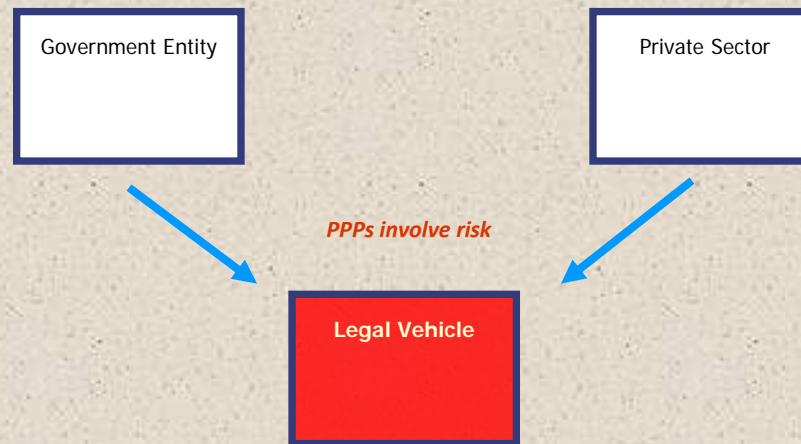 Government Entity
Private Sector
PPPs involve risk
Legal Vehicle